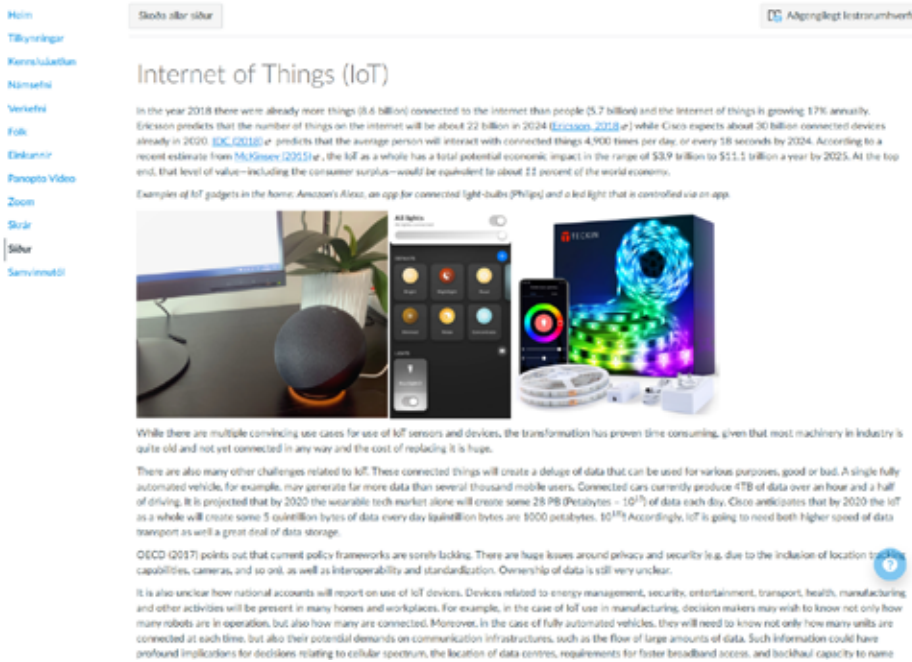 Heim
Tilkynningar
Kennsluáætlun
Námsefni
Verkefni
Fólk
Einkunnir
Panopto Video
Zoom
Skrár
Síður
Samvinnutól
Skoða allar síður
Aðgengilegt lestrarumhverfi
Internet of Things (IoT)
In the year 2018 there were already more things (8.6 billion) connected to the internet than people (5.7 billion) and the Internet of things is growing 17% annually.
Ericsson predicts that the number of things on the internet will be about 22 billion in 2024 (Ericsson, 2018) while Cisco expects about 30 billion connected devices
already in 2020. IDC (2018) predicts that the average person will interact with connected things 4,900 times per day, or every 18 seconds by 2024. According to a
recent estimate from McKinsey (2015), the IoT as a whole has a total potential economic impact in the range of $3.9 trillion to $11.1 trillion a year by 2025. At the top
end, that level of value—including the consumer surplus—would be equivalent to about 11 percent of the world economy.
Examples of IoT gadgets in the home: Amazon's Alexa, an app for connected light-bulbs (Philips) and a led light that is controlled via an app.
All lights
TECKIN
While there are multiple convincing use cases for use of IoT sensors and devices, the transformation has proven time consuming, given that most machinery in industry is
quite old and not yet connected in any way and the cost of replacing it is huge.
There are also many other challenges related to IoT. These connected things will create a deluge of data that can be used for various purposes, good or bad. A single fully
automated vehicle, for example, may generate far more data than several thousand mobile users. Connected cars currently produce 4TB of data over an hour and a half
of driving. It is projected that by 2020 the wearable tech market alone will create some 28 PB (Petabytes – 10¹⁵) of data each day. Cisco anticipates that by 2020 the IoT
as a whole will create some 5 quintillion bytes of data every day (quintillion bytes are 1000 petabytes, 10¹⁸)! Accordingly, IoT is going to need both higher speed of data
transport as well a great deal of data storage.
OECD (2017) points out that current policy frameworks are sorely lacking. There are huge issues around privacy and security (e.g. due to the inclusion of location tracking
capabilities, cameras, and so on), as well as interoperability and standardization. Ownership of data is still very unclear.
It is also unclear how national accounts will report on use of IoT devices. Devices related to energy management, security, entertainment, transport, health, manufacturing
and other activities will be present in many homes and workplaces. For example, in the case of IoT use in manufacturing, decision makers may wish to know not only how
many robots are in operation, but also how many are connected. Moreover, in the case of fully automated vehicles, they will need to know not only how many units are
connected at each time, but also their potential demands on communication infrastructures, such as the flow of large amounts of data. Such information could have
profound implications for decisions relating to cellular spectrum, the location of data centres, requirements for faster broadband access, and backhaul capacity to name